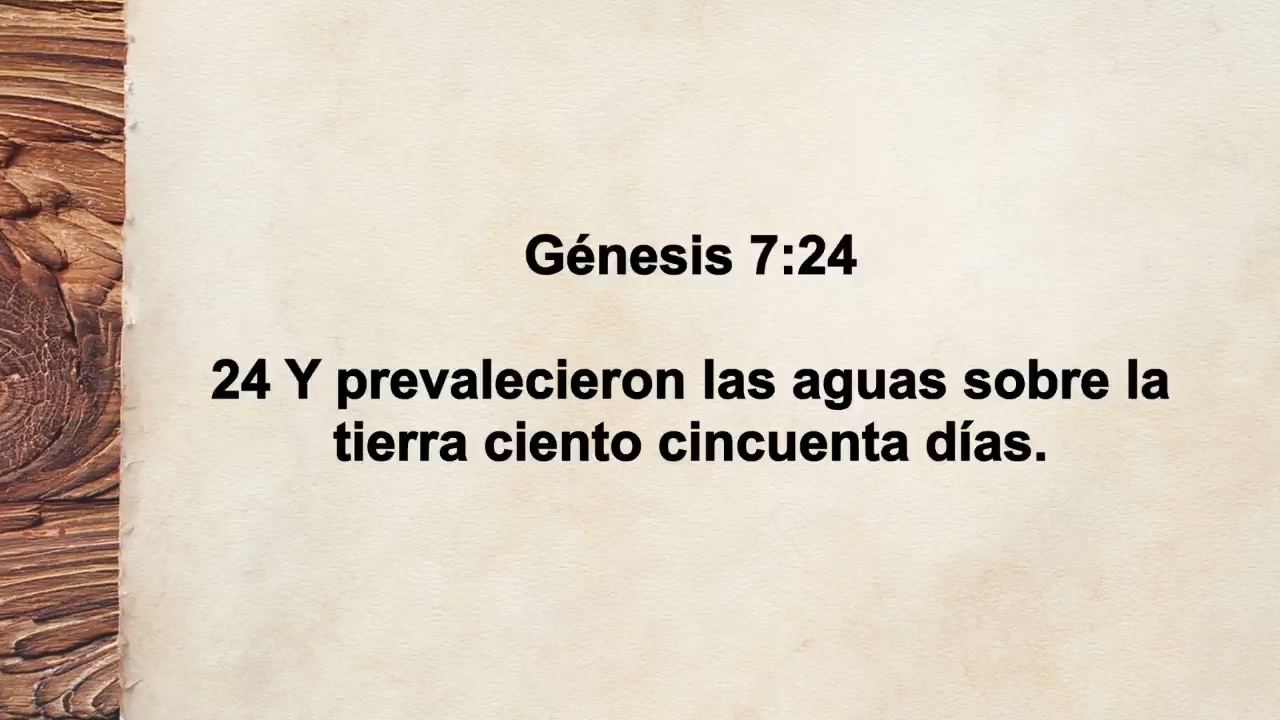 Génesis 7:24
24 Y prevalecieron las aguas sobre la
tierra ciento cincuenta días.